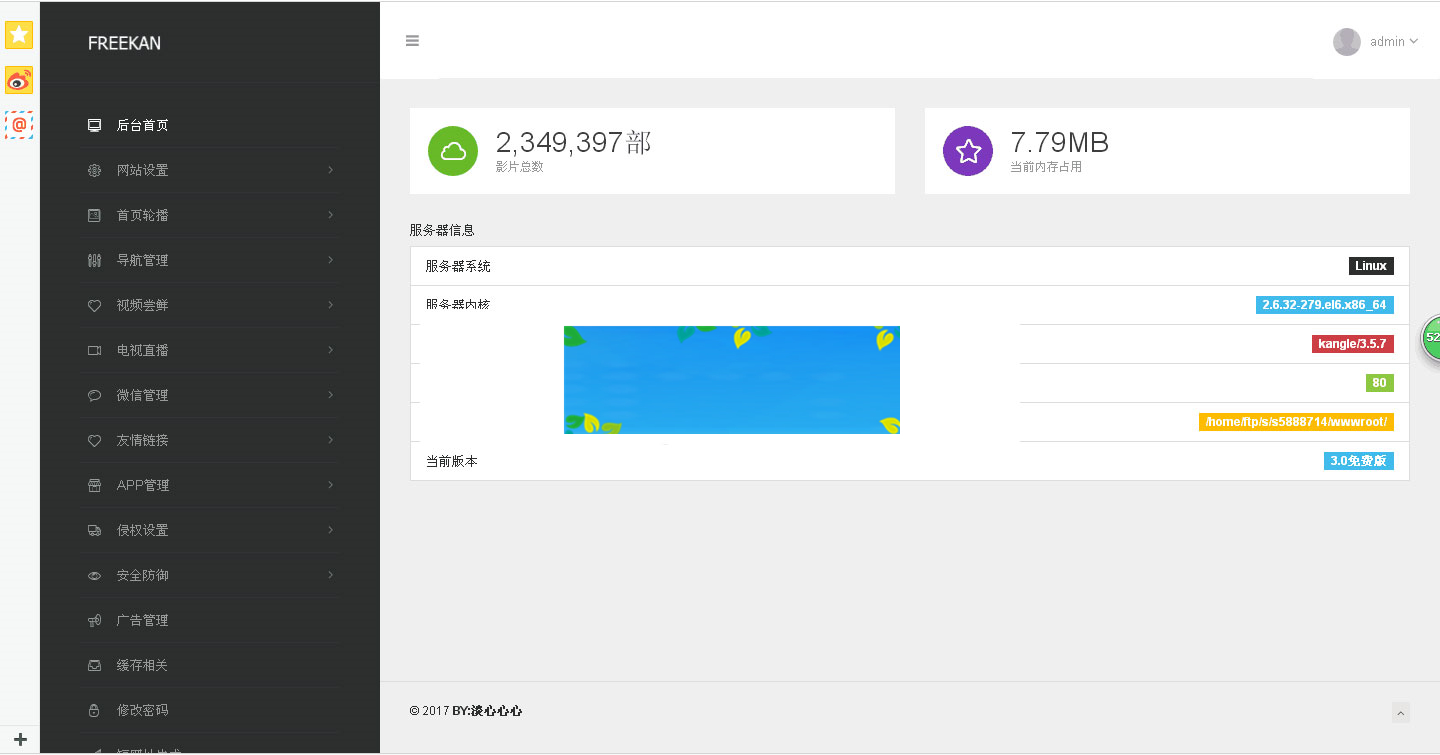 FREEKAN
admin
后台首页
网站设置
首页轮播
导航管理
视频尝鲜
电视直播
微信管理
友情链接
APP管理
侵权设置
安全防御
广告管理
缓存相关
修改密码
2,349,397部
影片总数
7.79MB
当前内存占用
服务器信息
服务器系统 Linux
服务器内核 2.6.32-279.el6.x86_64
kangle/3.5.7
80
/home/ftp/s/s5888714/wwwroot/
当前版本 3.0免费版
© 2017 BY:淡心心心
52